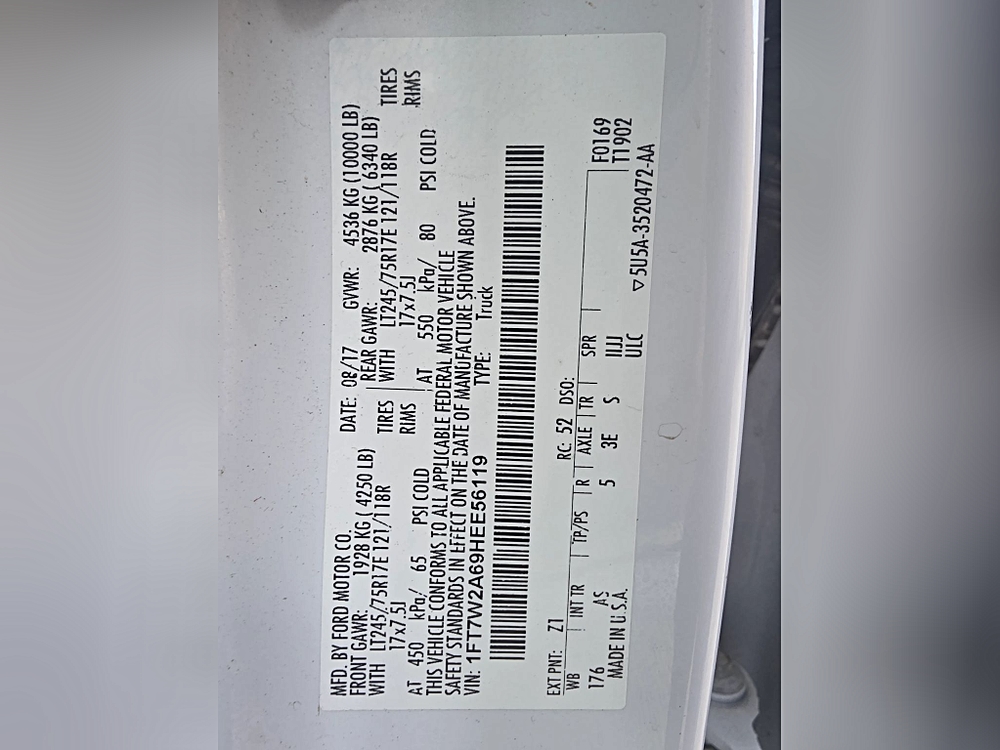 MFD. BY FORD MOTOR CO. DATE: 08/17 GVWR: 4536 KG (10000 LB)
FRONT GAWR: 1928 KG ( 4250 LB) REAR GAWR: 2876 KG ( 6340 LB)
WITH LT245/75R17E 121/118R TIRES WITH LT245/75R17E 121/118R TIRES
17x7.5J RIMS 17x7.5J RIMS
AT 450 kPa/ 65 PSI COLD AT 550 kPa/ 80 PSI COLD
THIS VEHICLE CONFORMS TO ALL APPLICABLE FEDERAL MOTOR VEHICLE
SAFETY STANDARDS IN EFFECT ON THE DATE OF MANUFACTURE SHOWN ABOVE.
VIN: 1FT7W2A69HEE56119 TYPE: Truck
EXT PNT: Z1 RC: 52 DSO:
WB INT TR TP/PS R AXLE TR SPR F0169
176 AS 5 3E S IIJJ T1902
MADE IN U.S.A. ULC ▽5U5A-3520472-AA